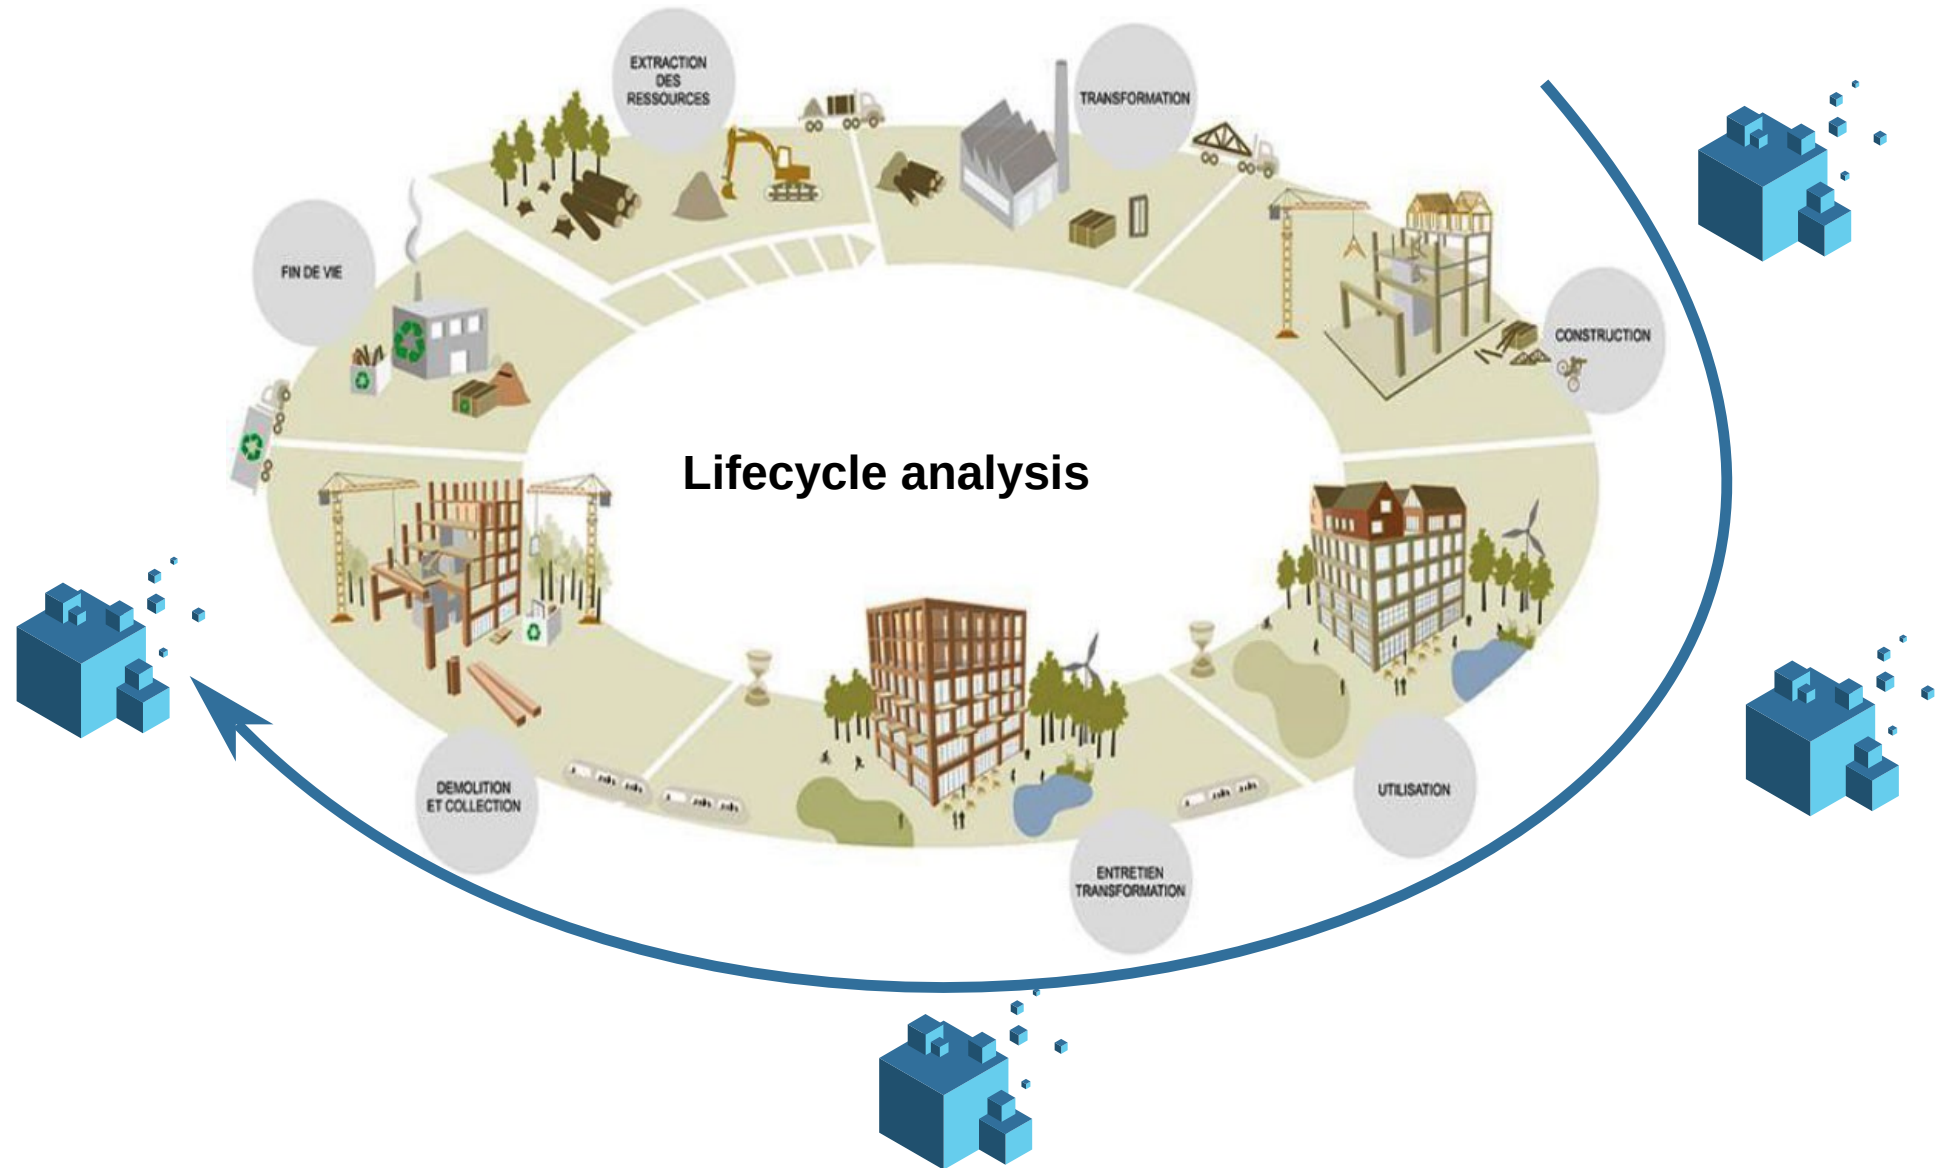 EXTRACTION
DES
RESSOURCES
TRANSFORMATION
CONSTRUCTION
UTILISATION
ENTRETIEN
TRANSFORMATION
DEMOLITION
ET COLLECTION
FIN DE VIE
Lifecycle analysis